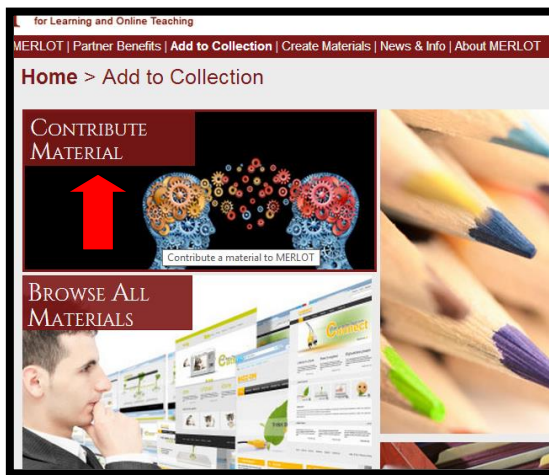 for Learning and Online Teaching
MERLOT | Partner Benefits | Add to Collection | Create Materials | News & Info | About MERLOT
Home > Add to Collection
CONTRIBUTE
MATERIAL
Contribute a material to MERLOT
BROWSE ALL
MATERIALS
Connect